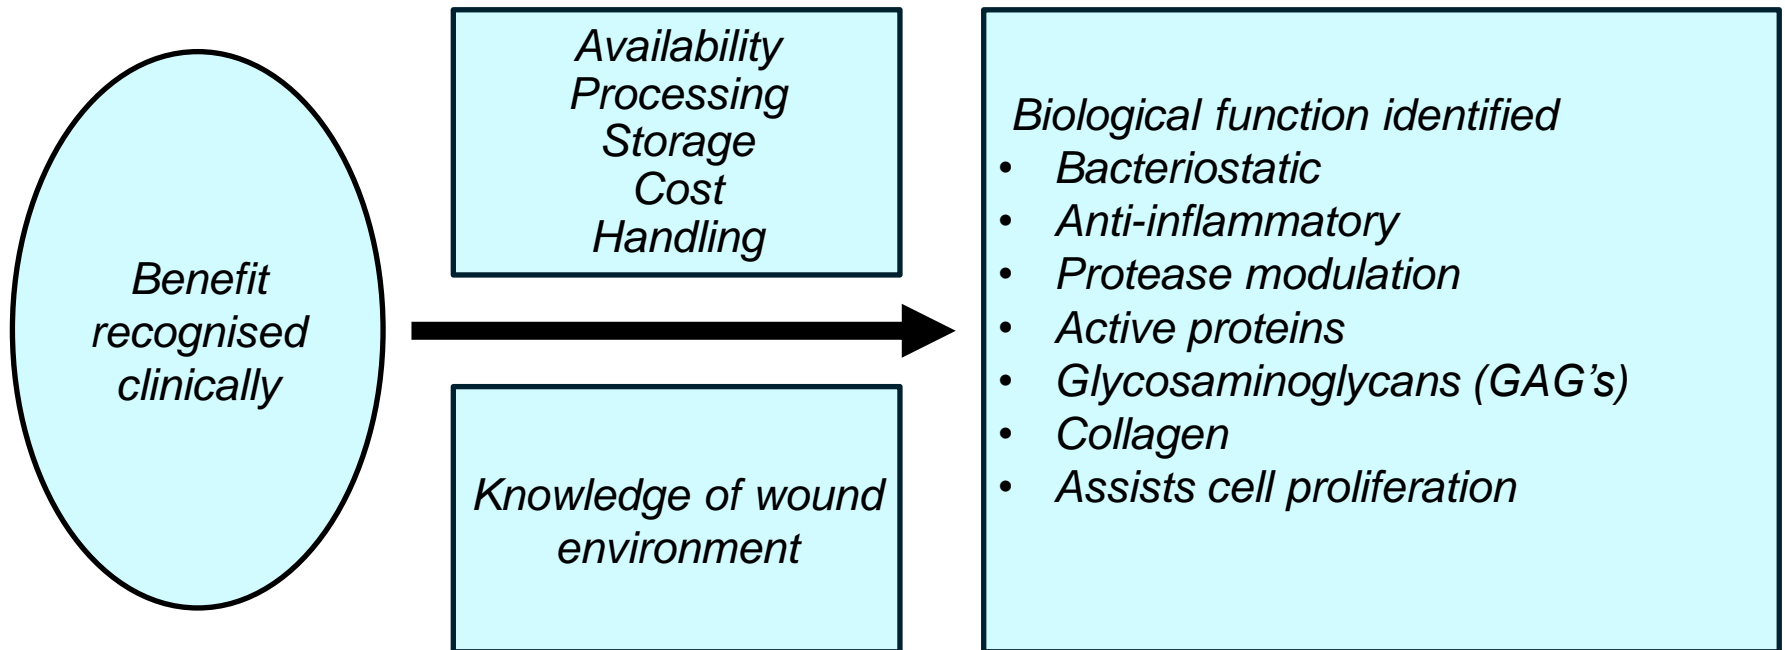 Benefit
recognised
clinically
Availability
Processing
Storage
Cost
Handling
Knowledge of wound
environment
Biological function identified
• Bacteriostatic
• Anti-inflammatory
• Protease modulation
• Active proteins
• Glycosaminoglycans (GAG’s)
• Collagen
• Assists cell proliferation